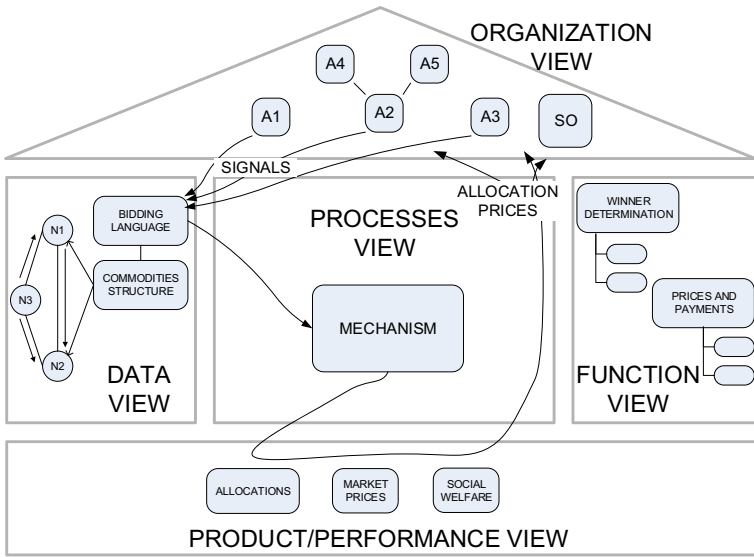 ORGANIZATION
VIEW
A4
A5
A1
A2
A3
SO
SIGNALS
ALLOCATION
PRICES
BIDDING
LANGUAGE
COMMODITIES
STRUCTURE
N1
N3
N2
DATA
VIEW
PROCESSES
VIEW
MECHANISM
WINNER
DETERMINATION
PRICES AND
PAYMENTS
FUNCTION
VIEW
ALLOCATIONS
MARKET
PRICES
SOCIAL
WELFARE
PRODUCT/PERFORMANCE VIEW